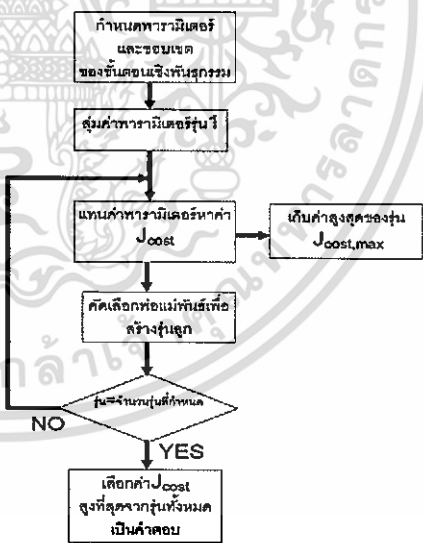 กำหนดพารามิเตอร์
และขอบเขต
ของขั้นตอนเชิงพันธุกรรม
สุ่มค่าพารามิเตอร์รุ่น 1
แทนค่าพารามิเตอร์หาค่า
Jcost
เก็บค่าสูงสุดของรุ่น
Jcost,max
คัดเลือกพ่อแม่พันธ์เพื่อ
สร้างรุ่นลูก
รุ่น=จำนวนรุ่นที่กำหนด
NO
YES
เลือกค่าJcost
สูงที่สุดจากรุ่นทั้งหมด
เป็นคำตอบ